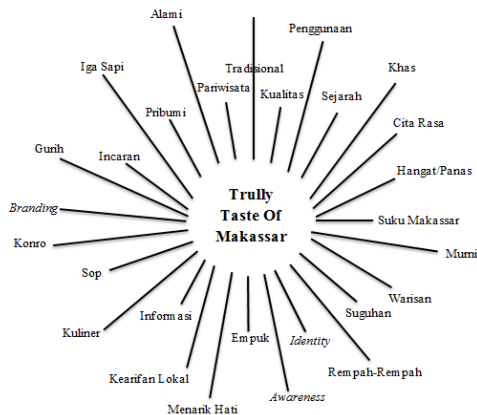 Alami
Penggunaan
Iga Sapi
Tradisional
Khas
Pariwisata
Kualitas
Sejarah
Pribumi
Cita Rasa
Gurih
Incaran
Hangat/Panas
Trully
Taste Of
Makassar
Branding
Suku Makassar
Konro
Murni
Sop
Warisan
Suguhan
Informasi
Kuliner
Empuk
Identity
Rempah-Rempah
Kearifan Lokal
Awareness
Menarik Hati